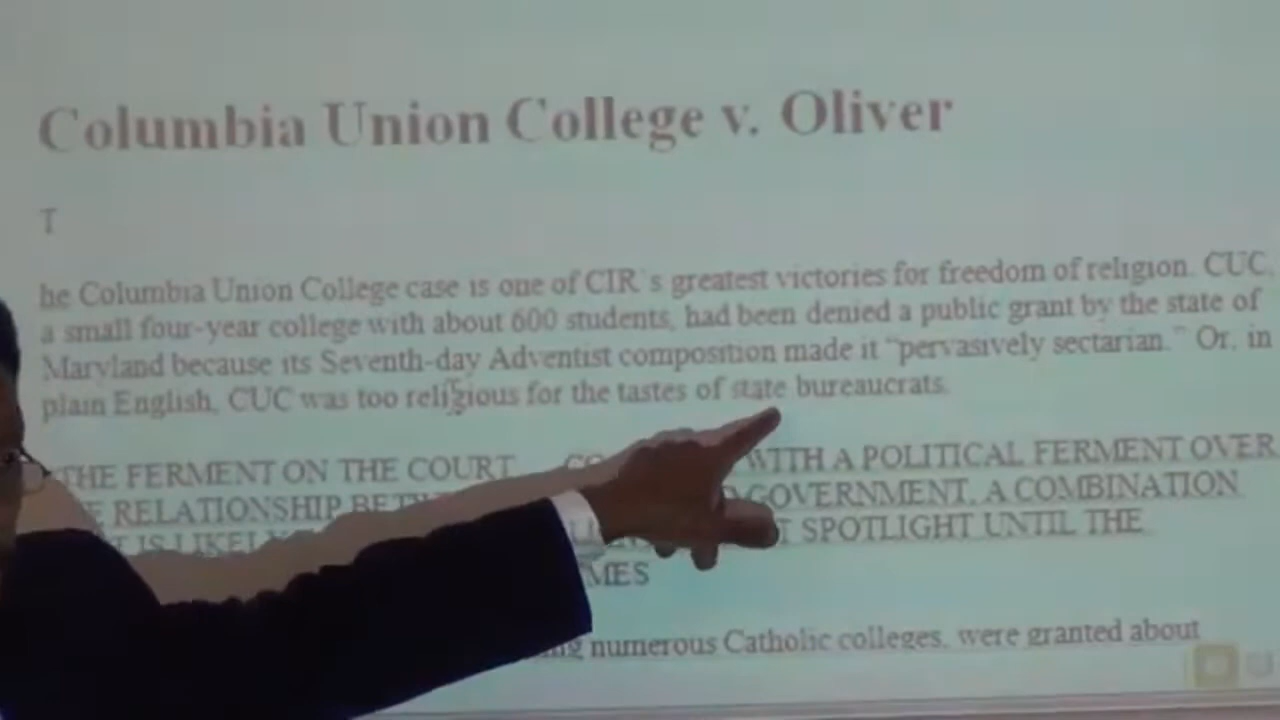 Columbia Union College v. Oliver
T
he Columbia Union College case is one of CIR's greatest victories for freedom of religion. CUC,
a small four-year college with about 600 students, had been denied a public grant by the state of
Maryland because its Seventh-day Adventist composition made it "pervasively sectarian." Or, in
plain English, CUC was too religious for the tastes of state bureaucrats.
THE FERMENT ON THE COURT WITH A POLITICAL FERMENT OVER
RELATIONSHIP GOVERNMENT, A COMBINATION
IS SPOTLIGHT UNTIL THE
numerous Catholic colleges, were granted about